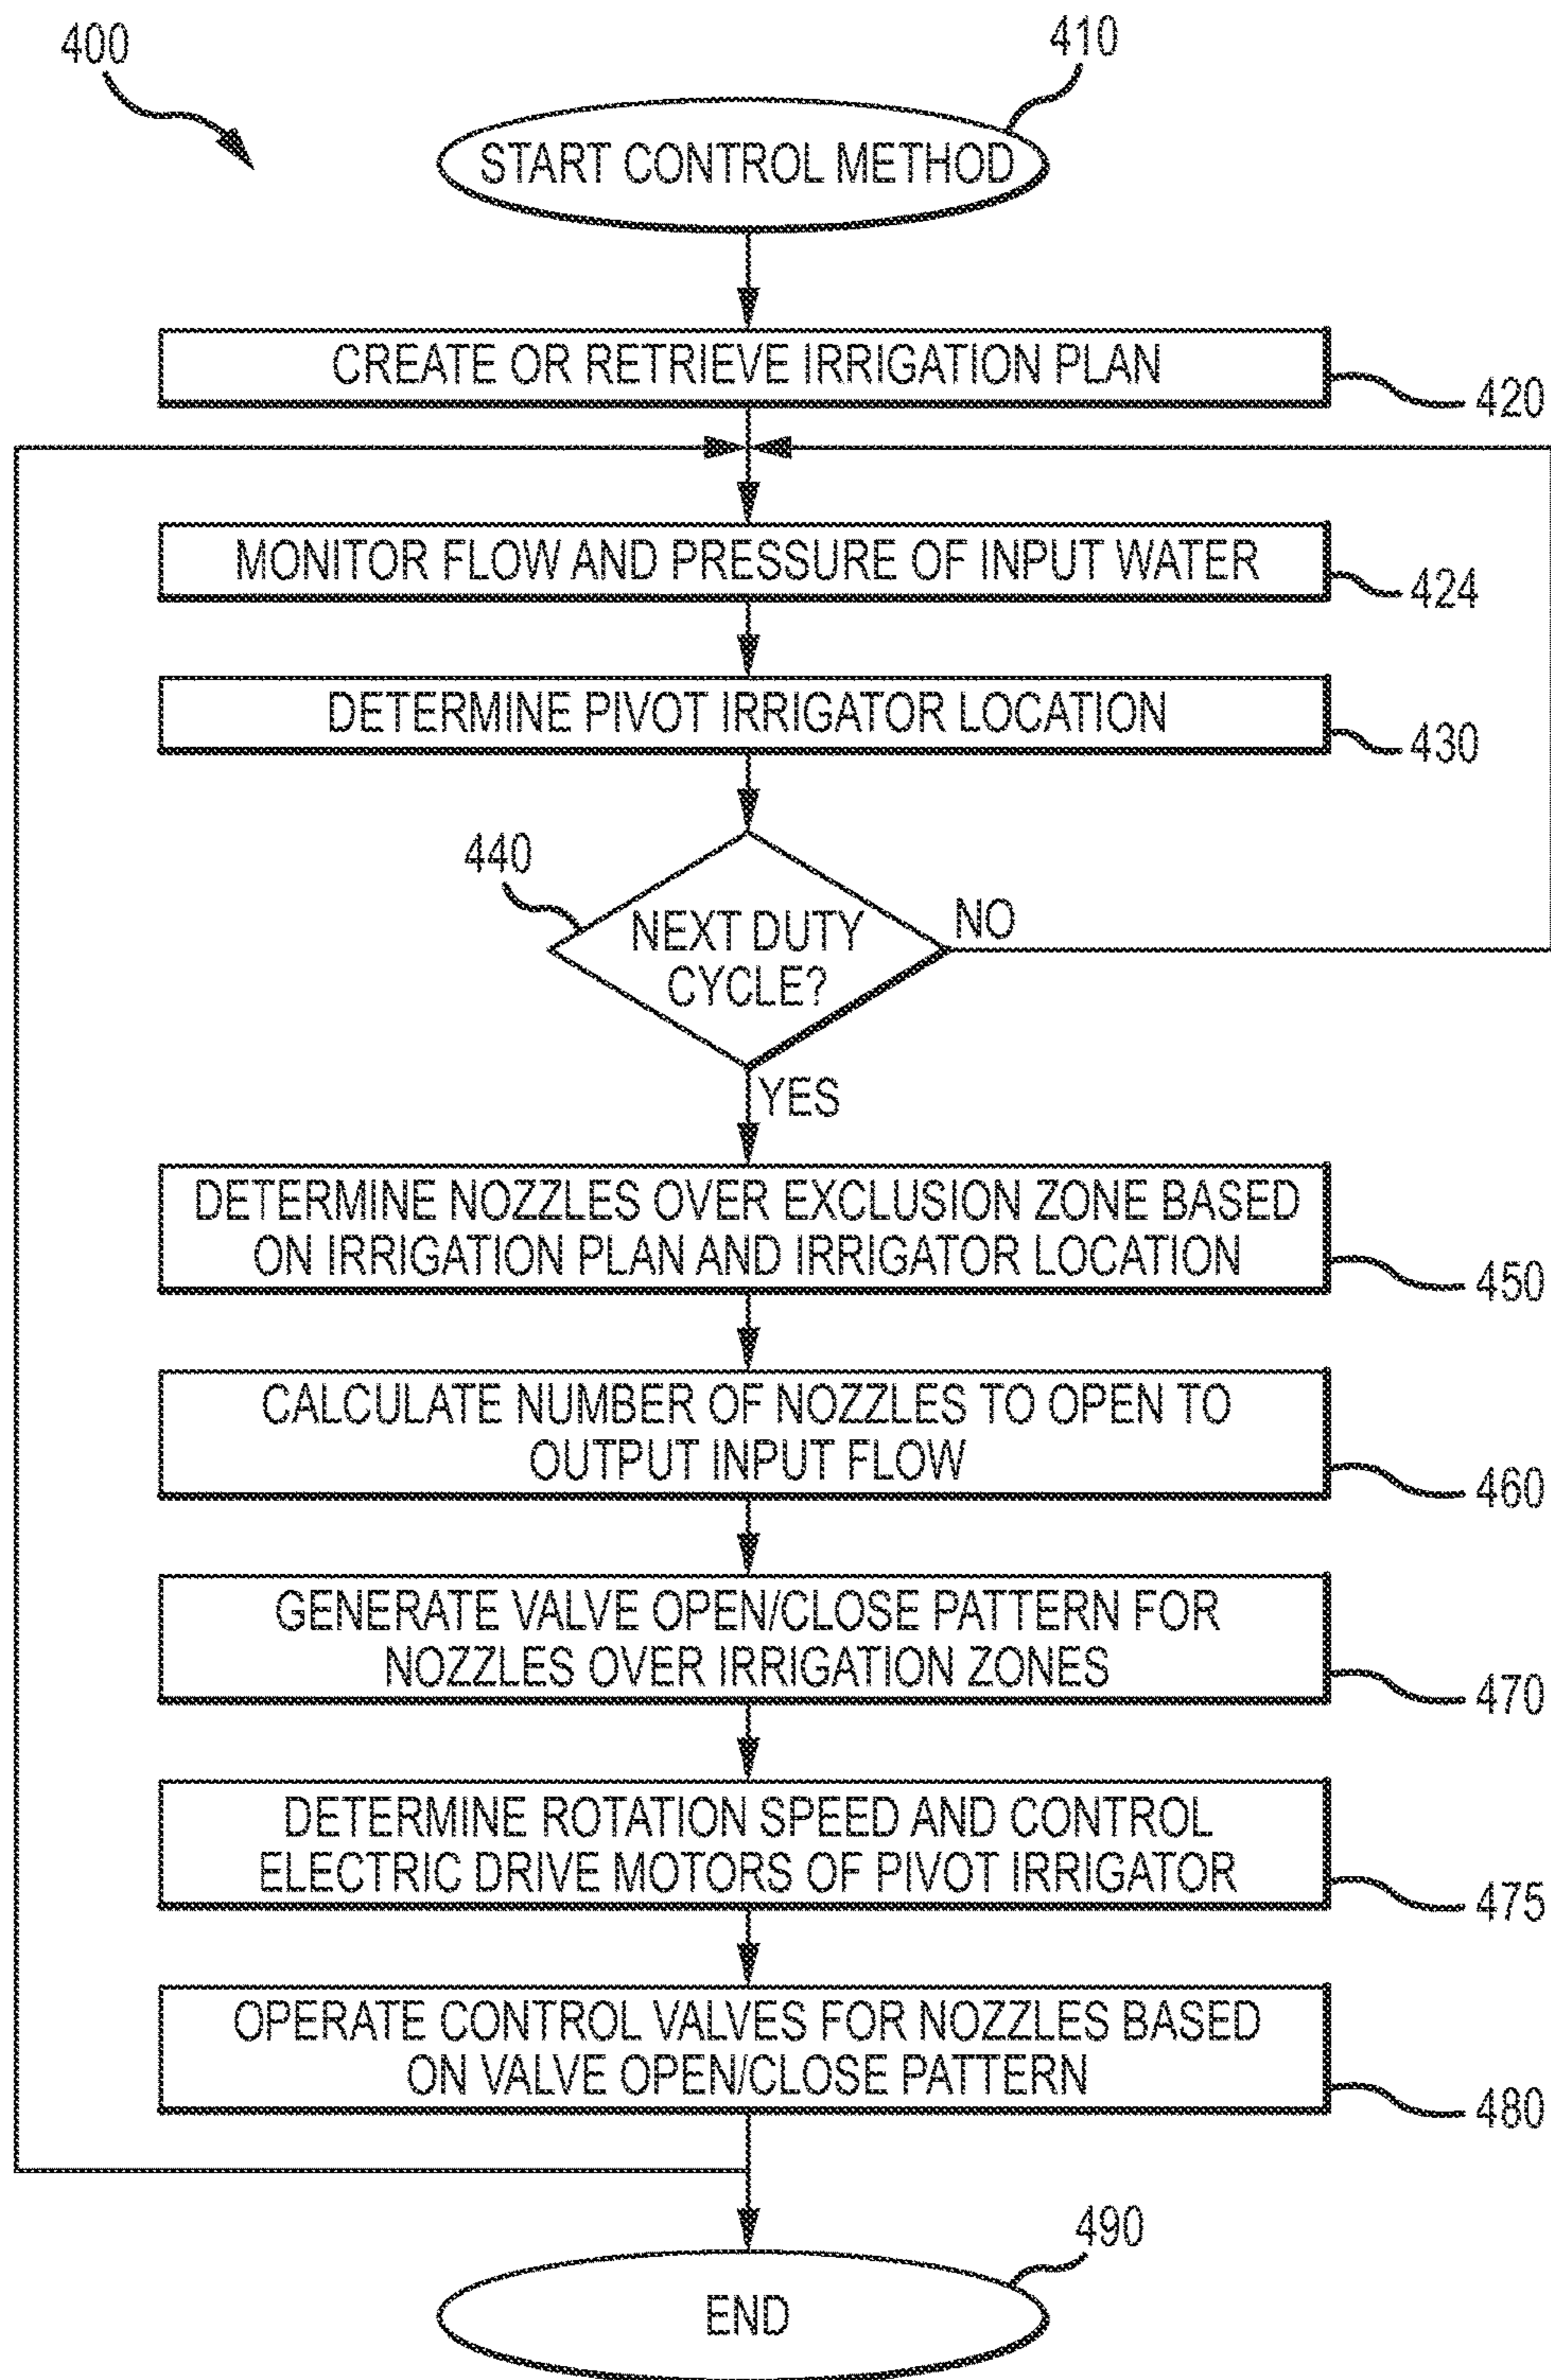 400
410
START CONTROL METHOD
CREATE OR RETRIEVE IRRIGATION PLAN
420
MONITOR FLOW AND PRESSURE OF INPUT WATER
424
DETERMINE PIVOT IRRIGATOR LOCATION
430
440
NEXT DUTY
CYCLE?
NO
YES
DETERMINE NOZZLES OVER EXCLUSION ZONE BASED
ON IRRIGATION PLAN AND IRRIGATOR LOCATION
450
CALCULATE NUMBER OF NOZZLES TO OPEN TO
OUTPUT INPUT FLOW
460
GENERATE VALVE OPEN/CLOSE PATTERN FOR
NOZZLES OVER IRRIGATION ZONES
470
DETERMINE ROTATION SPEED AND CONTROL
ELECTRIC DRIVE MOTORS OF PIVOT IRRIGATOR
475
OPERATE CONTROL VALVES FOR NOZZLES BASED
ON VALVE OPEN/CLOSE PATTERN
480
490
END